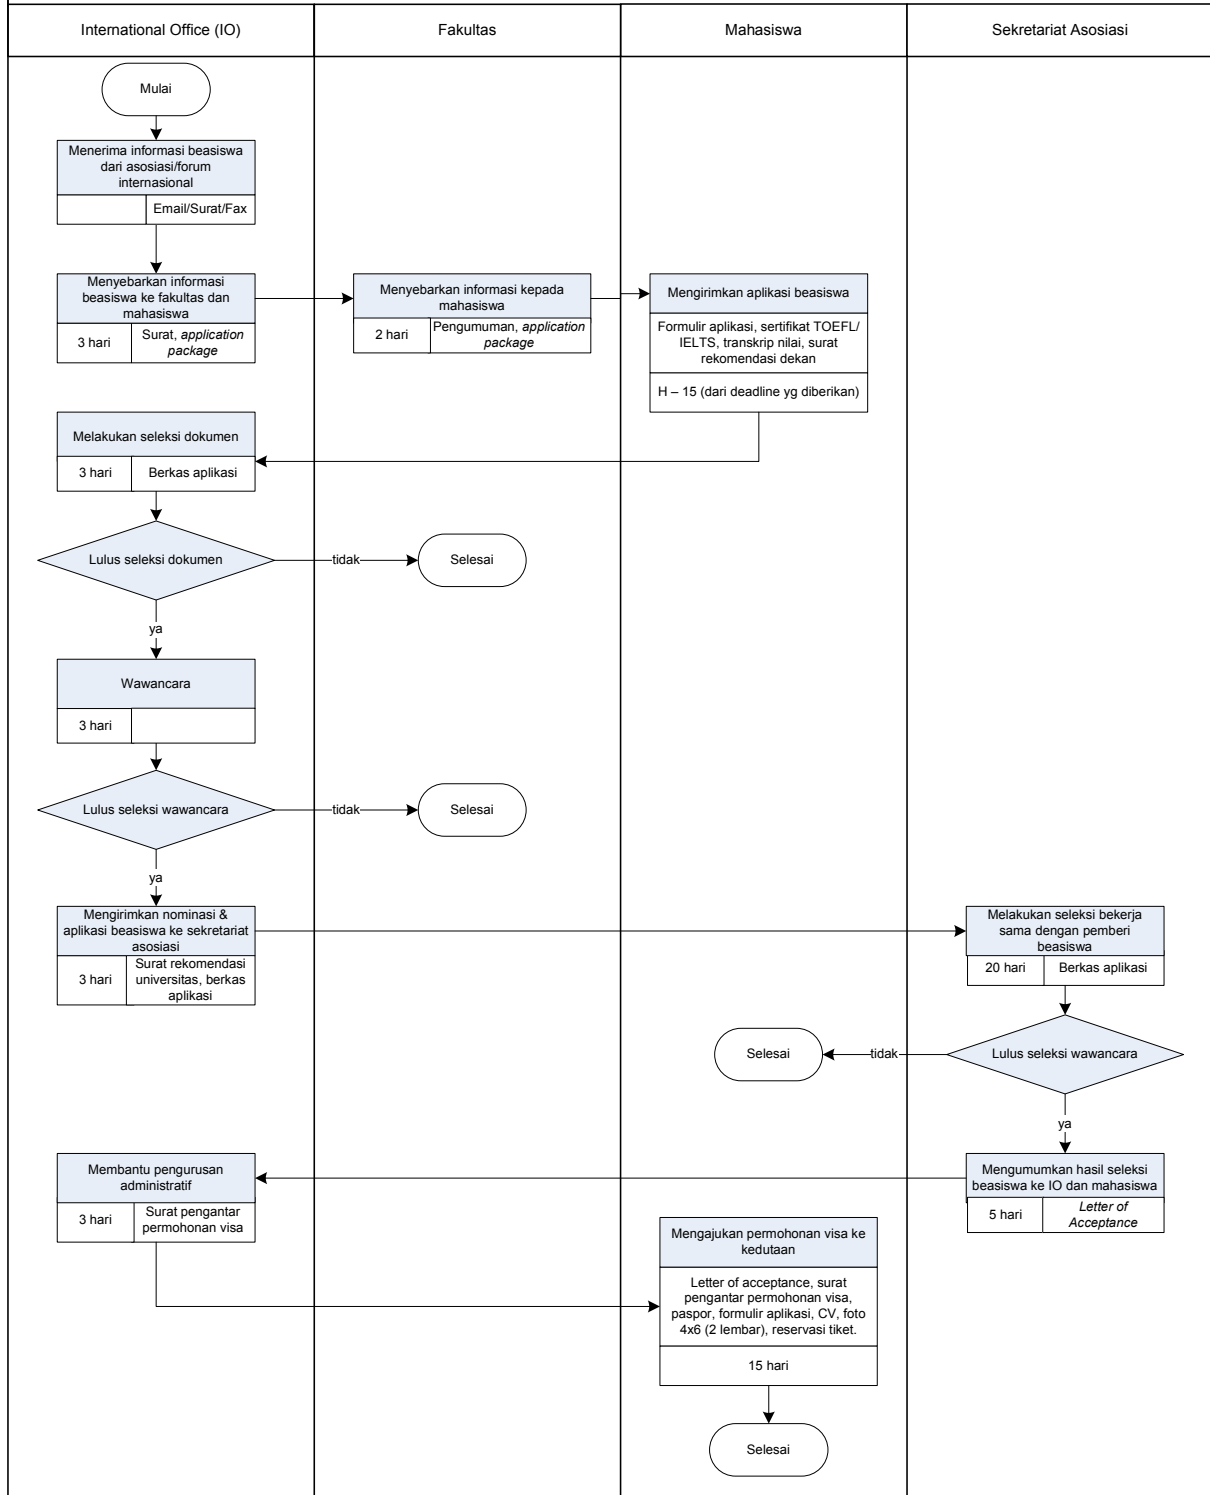 International Office (IO)
Fakultas
Mahasiswa
Sekretariat Asosiasi
Mulai
Menerima informasi beasiswa
dari asosiasi/forum
internasional
Email/Surat/Fax
Menyebarkan informasi
beasiswa ke fakultas dan
mahasiswa
3 hari
Surat, application
package
Menyebarkan informasi kepada
mahasiswa
2 hari
Pengumuman, application
package
Mengirimkan aplikasi beasiswa
Formulir aplikasi, sertifikat TOEFL/
IELTS, transkrip nilai, surat
rekomendasi dekan
H – 15 (dari deadline yg diberikan)
Melakukan seleksi dokumen
3 hari
Berkas aplikasi
Lulus seleksi dokumen
tidak
Selesai
ya
Wawancara
3 hari
Lulus seleksi wawancara
tidak
Selesai
ya
Mengirimkan nominasi &
aplikasi beasiswa ke sekretariat
asosiasi
3 hari
Surat rekomendasi
universitas, berkas
aplikasi
Melakukan seleksi bekerja
sama dengan pemberi
beasiswa
20 hari
Berkas aplikasi
Lulus seleksi wawancara
tidak
Selesai
ya
Mengumumkan hasil seleksi
beasiswa ke IO dan mahasiswa
5 hari
Letter of
Acceptance
Membantu pengurusan
administratif
3 hari
Surat pengantar
permohonan visa
Mengajukan permohonan visa ke
kedutaan
Letter of acceptance, surat
pengantar permohonan visa,
paspor, formulir aplikasi, CV, foto
4x6 (2 lembar), reservasi tiket.
15 hari
Selesai